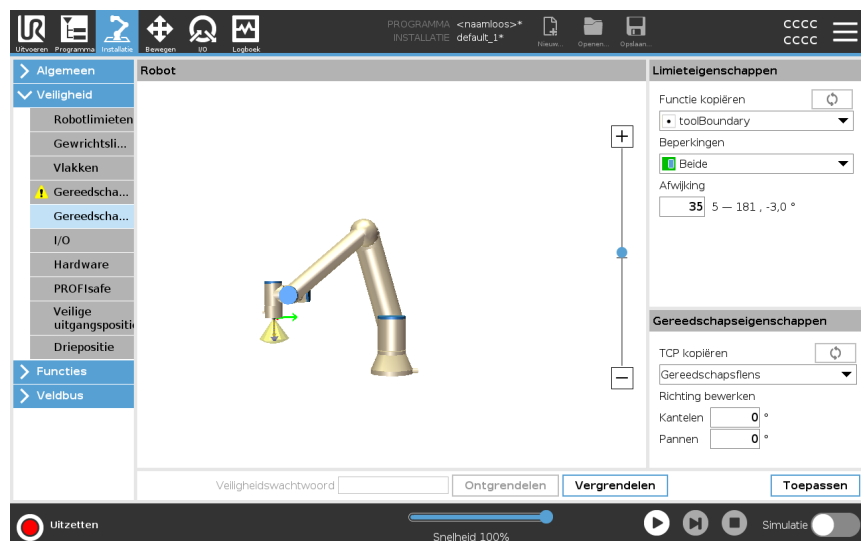 PROGRAMMA <naamloos>*
INSTALLATIE default_1*
CCCC
CCCC
Uitvoeren Programma Installatie Bewegen I/O Logboek Nieuw... Openen... Opslaan...
Algemeen
Veiligheid
Robotlimieten
Gewrichtsli...
Vlakken
Gereedscha...
Gereedscha...
I/O
Hardware
PROFIsafe
Veilige
uitgangspositi
Driepositie
Functies
Veldbus
Robot
Veiligheidswachtwoord Ontgrendelen Vergrendelen Toepassen
Limieteigenschappen
Functie kopiëren
toolBoundary
Beperkingen
Beide
Afwijking
35 5 — 181 , -3,0 °
Gereedschapseigenschappen
TCP kopiëren
Gereedschapsflens
Richting bewerken
Kantelen 0 °
Pannen 0 °
Uitzetten
Snelheid 100%
Simulatie